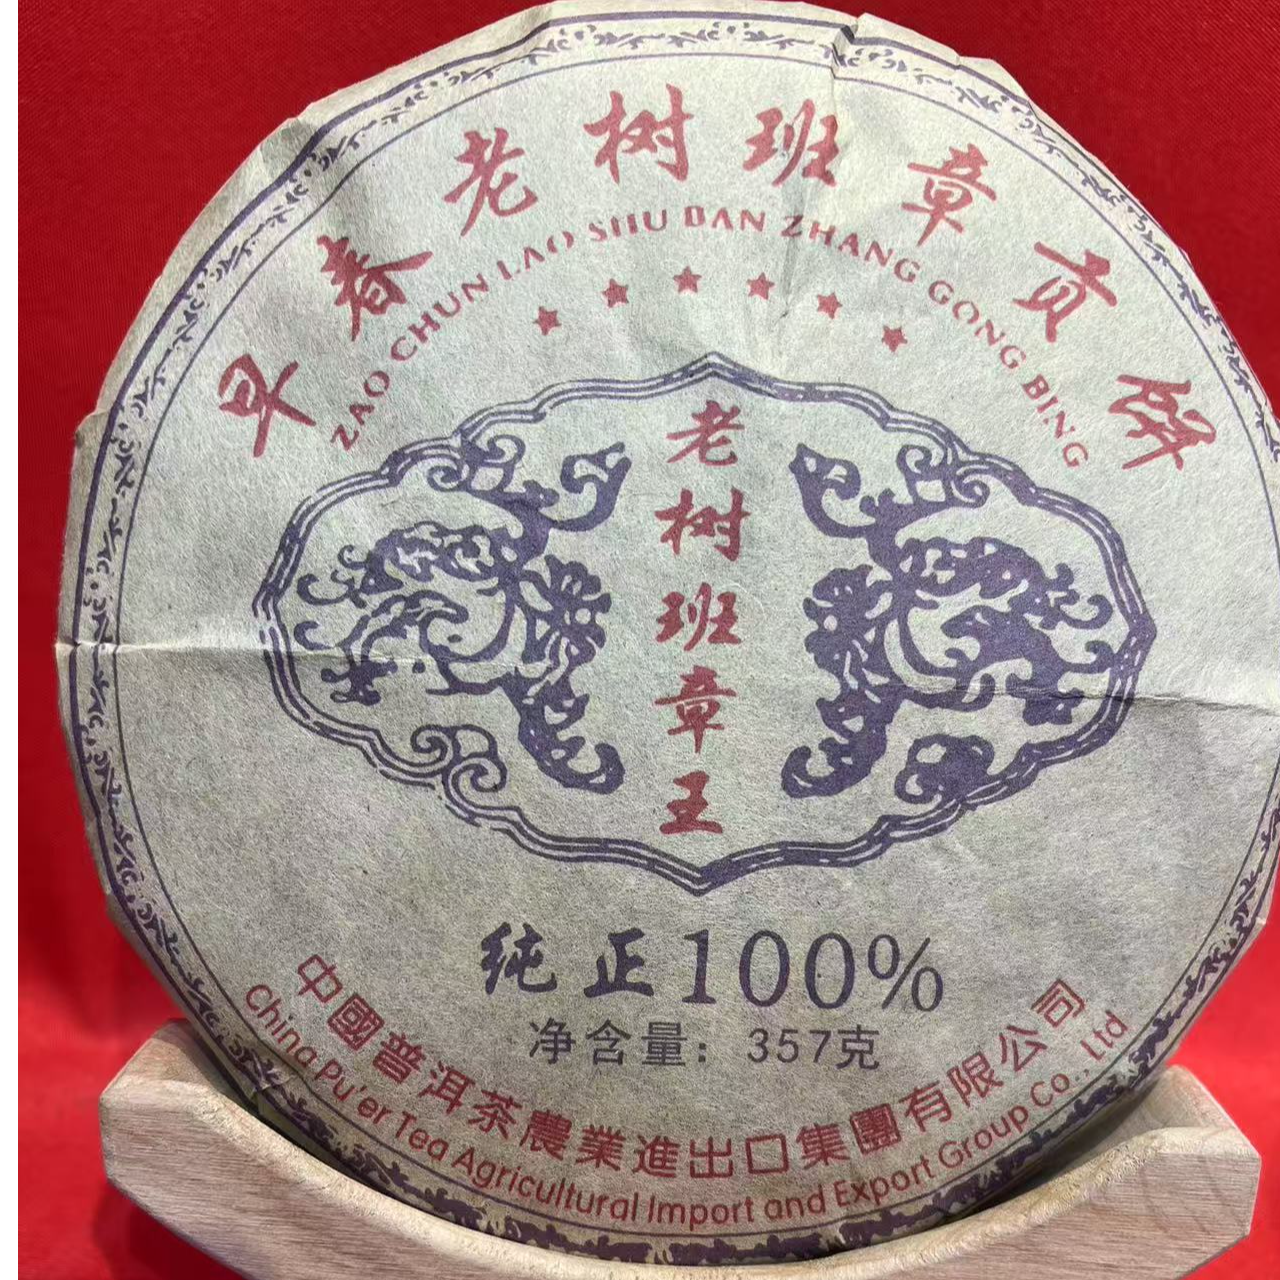 早春老树班章贡饼
ZAO CHUN LAO SHU BAN ZHANG GONG BING
老树班章王
纯正100%
净含量：357克
中國普洱茶農業進出口集團有限公司
China Pu'er Tea Agricultural Import and Export Group Co., Ltd